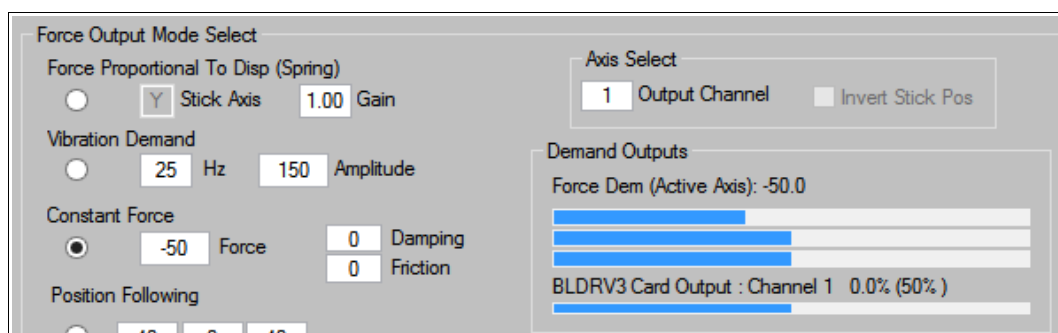 Force Output Mode Select
Force Proportional To Disp (Spring)
Y Stick Axis 1.00 Gain
Vibration Demand
25 Hz 150 Amplitude
Constant Force
-50 Force 0 Damping
0 Friction
Position Following
Axis Select
1 Output Channel Invert Stick Pos
Demand Outputs
Force Dem (Active Axis): -50.0
BLDRV3 Card Output : Channel 1 0.0% (50% )